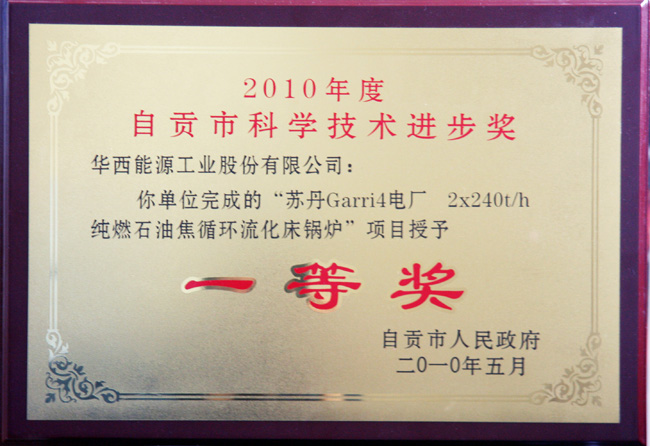 2010年度
自贡市科学技术进步奖
华西能源工业股份有限公司：
你单位完成的“苏丹Garri4电厂 2x240t/h
纯燃石油焦循环流化床锅炉”项目授予
一等奖
自贡市人民政府
二0一0年五月